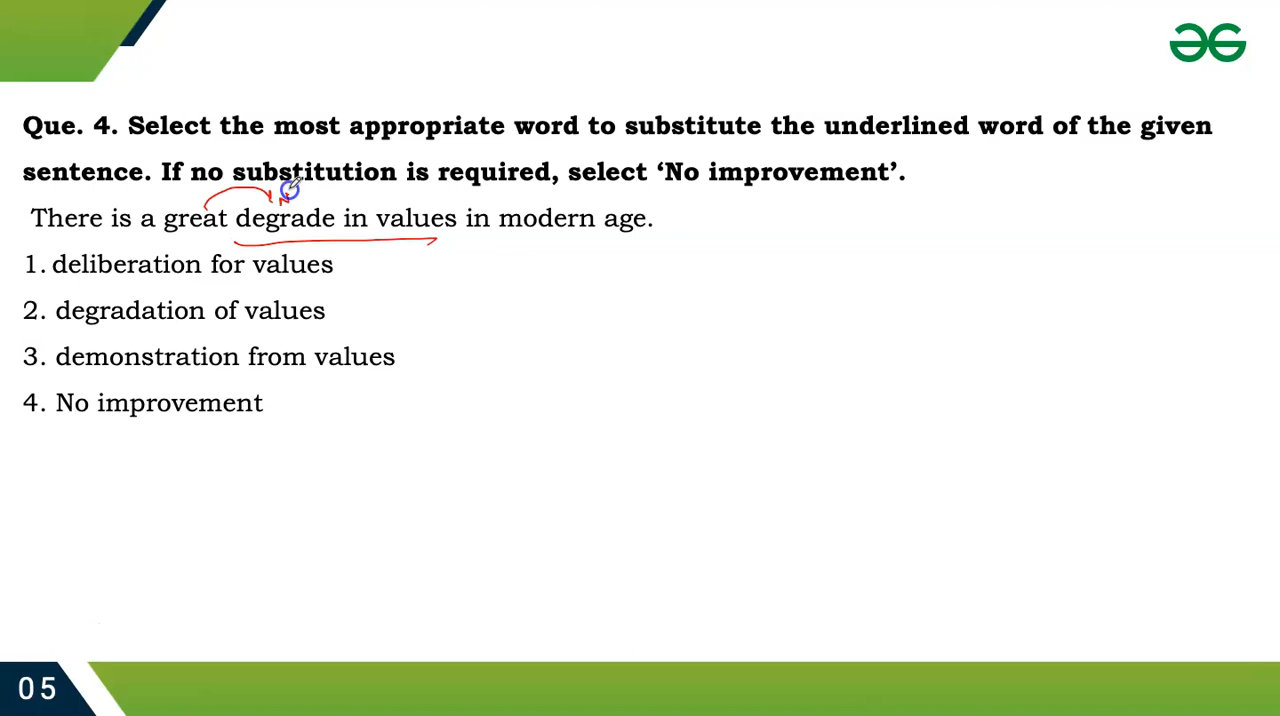 Que. 4. Select the most appropriate word to substitute the underlined word of the given
sentence. If no substitution is required, select ‘No improvement’.
There is a great degrade in values in modern age.
1. deliberation for values
2. degradation of values
3. demonstration from values
4. No improvement
05